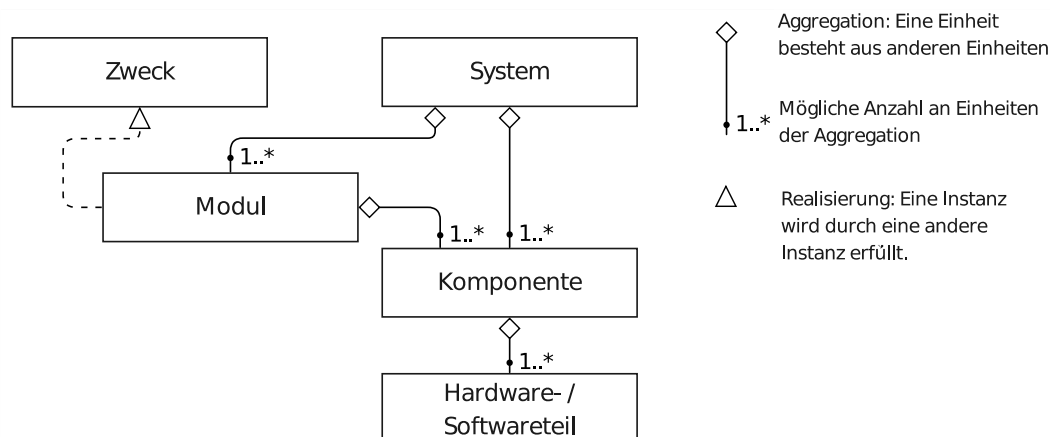 Zweck
System
1..*
Modul
1..*
1..*
Komponente
1..*
Hardware- /
Softwareteil
Aggregation: Eine Einheit
besteht aus anderen Einheiten
1..*
Mögliche Anzahl an Einheiten
der Aggregation
Realisierung: Eine Instanz
wird durch eine andere
Instanz erfüllt.